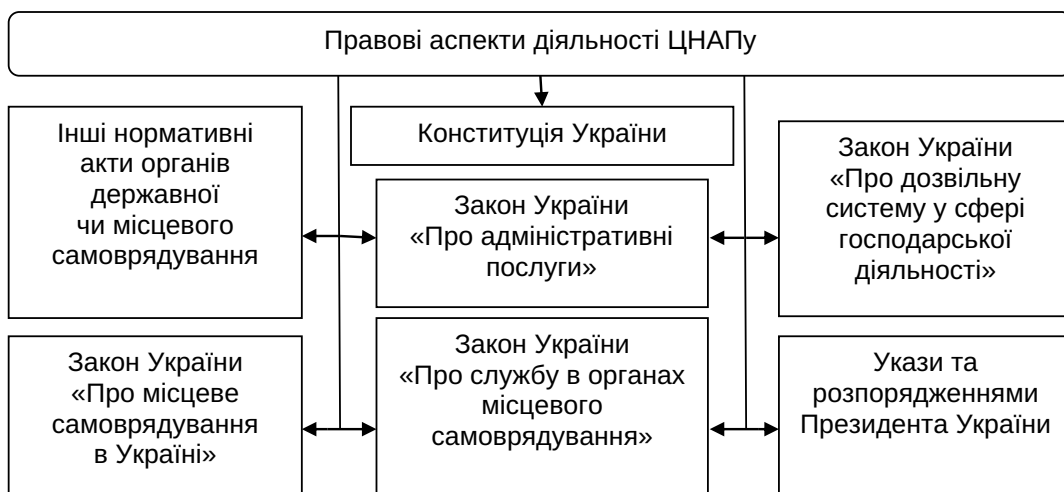 Правові аспекти діяльності ЦНАПу
Інші нормативні
акти органів
державної
чи місцевого
самоврядування
Конституція України
Закон України
«Про дозвільну
систему у сфері
господарської
діяльності»
Закон України
«Про адміністративні
послуги»
Закон України
«Про місцеве
самоврядування
в Україні»
Закон України
«Про службу в органах
місцевого
самоврядування»
Укази та
розпорядженнями
Президента України